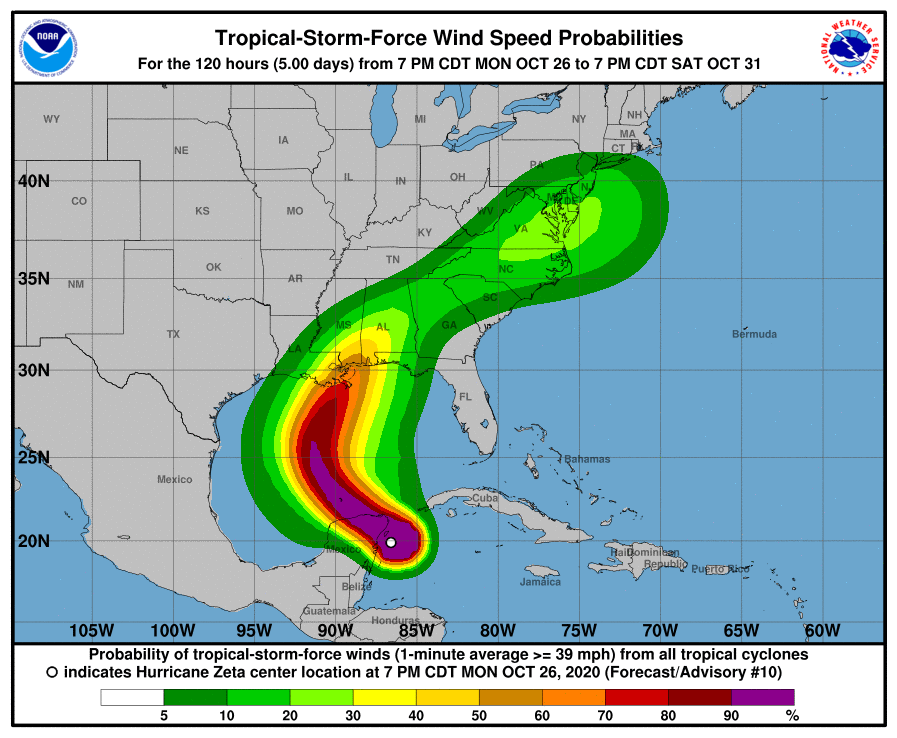 Tropical-Storm-Force Wind Speed Probabilities
For the 120 hours (5.00 days) from 7 PM CDT MON OCT 26 to 7 PM CDT SAT OCT 31
NOAA
NATIONAL WEATHER SERVICE
WY
MI
NY
NH
MA
CT
NE
IA
PA
40N
CO
IL
IN
OH
NJ
DE
KS
MO
WV
VA
KY
OK
TN
NC
35N
NM
AR
SC
TX
MS
AL
GA
Bermuda
LA
30N
FL
25N
Bahamas
Mexico
Cuba
20N
Mexico
Haiti
Dominican
Republic
Puerto Rico
Belize
Jamaica
Guatemala
Honduras
105W 100W 95W 90W 85W 80W 75W 70W 65W 60W
Probability of tropical-storm-force winds (1-minute average >= 39 mph) from all tropical cyclones
indicates Hurricane Zeta center location at 7 PM CDT MON OCT 26, 2020 (Forecast/Advisory #10)
5 10 20 30 40 50 60 70 80 90 %